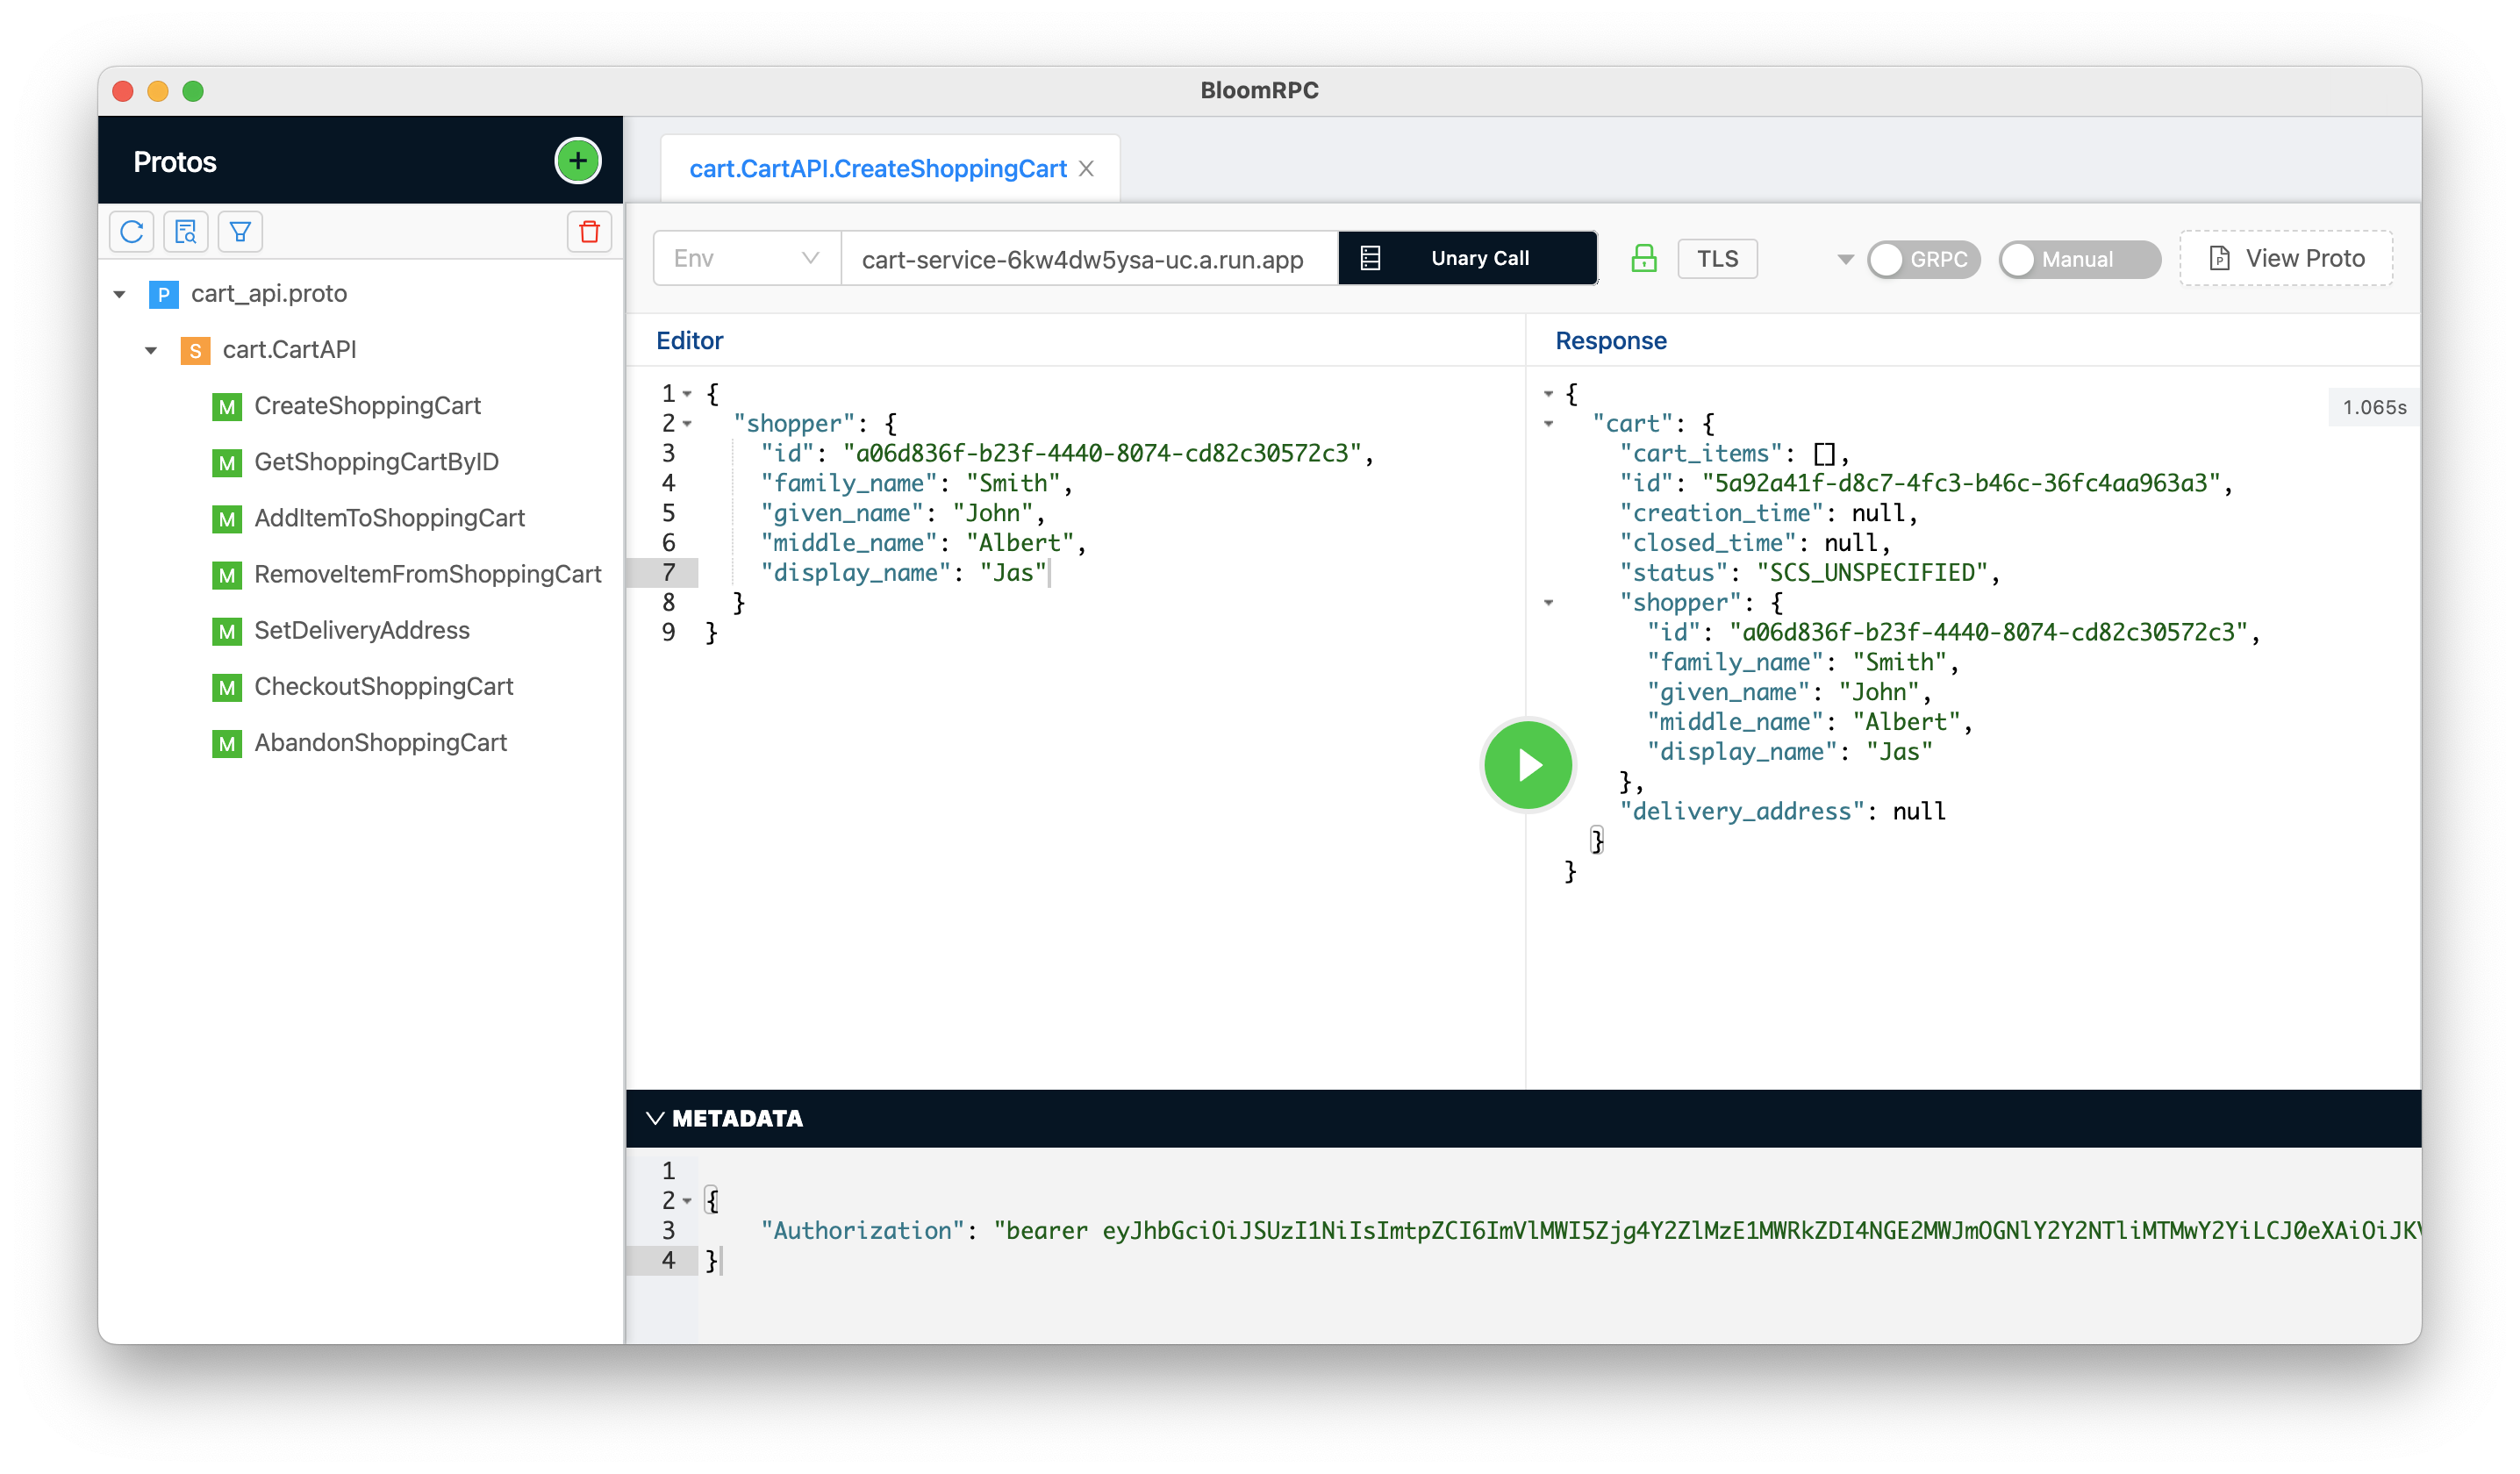 BloomRPC
Protos
cart.CartAPI.CreateShoppingCart
Env
cart-service-6kw4dw5ysa-uc.a.run.app
Unary Call
TLS
GRPC
Manual
View Proto
P cart_api.proto
S cart.CartAPI
M CreateShoppingCart
M GetShoppingCartByID
M AddItemToShoppingCart
M RemoveItemFromShoppingCart
M SetDeliveryAddress
M CheckoutShoppingCart
M AbandonShoppingCart
Editor
1 {
2 "shopper": {
3 "id": "a06d836f-b23f-4440-8074-cd82c30572c3",
4 "family_name": "Smith",
5 "given_name": "John",
6 "middle_name": "Albert",
7 "display_name": "Jas"
8 }
9 }
Response
1.065s
{
"cart": {
"cart_items": [],
"id": "5a92a41f-d8c7-4fc3-b46c-36fc4aa963a3",
"creation_time": null,
"closed_time": null,
"status": "SCS_UNSPECIFIED",
"shopper": {
"id": "a06d836f-b23f-4440-8074-cd82c30572c3",
"family_name": "Smith",
"given_name": "John",
"middle_name": "Albert",
"display_name": "Jas"
},
"delivery_address": null
}
}
METADATA
1
2 {
3 "Authorization": "bearer eyJhbGciOiJSUzI1NiIsImtpZCI6ImVlMWI5Zjg4Y2ZlMzE1MWRkZDI4NGE2MWJmOGNlY2Y2NTliMTMwY2YiLCJ0eXAiOiJKV
4 }